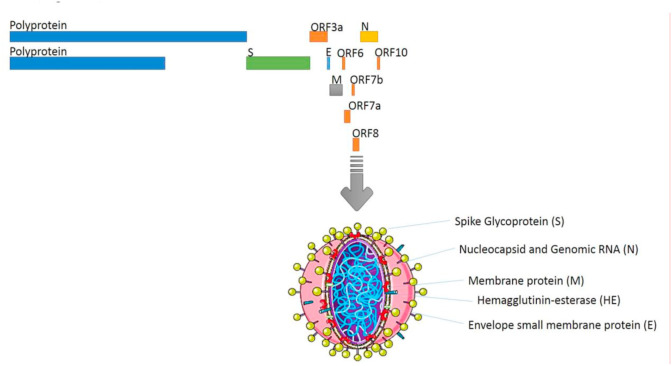 Polyprotein
ORF3a
N
Polyprotein
S
E
ORF6
ORF10
M
ORF7b
ORF7a
ORF8
Spike Glycoprotein (S)
Nucleocapsid and Genomic RNA (N)
Membrane protein (M)
Hemagglutinin-esterase (HE)
Envelope small membrane protein (E)